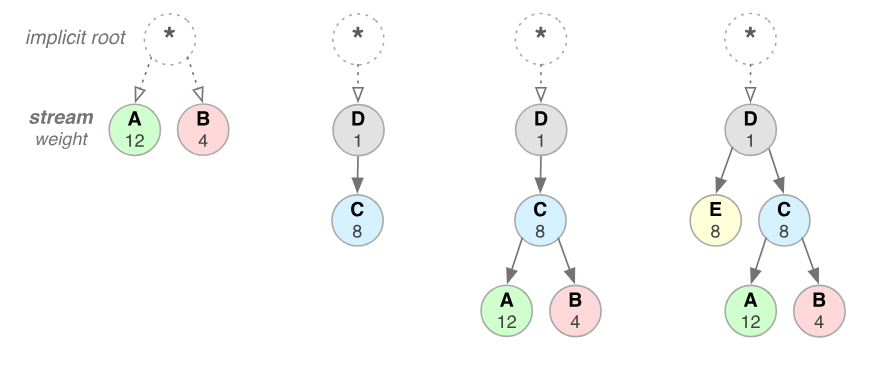 implicit root * * * *
stream A B D D D
weight 12 4 1 1 1
C C E C
8 8 8 8
A B A B
12 4 12 4